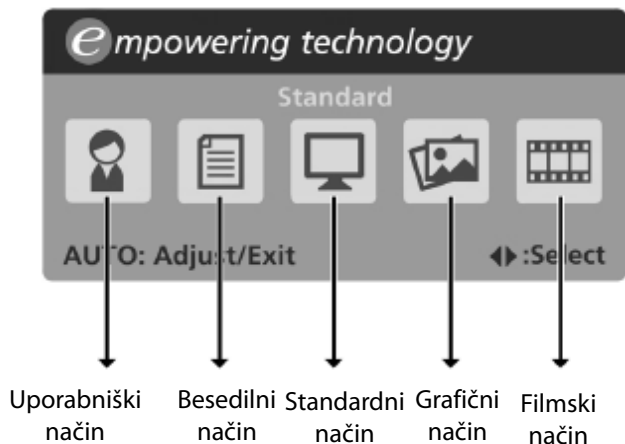 empowering technology
Standard
AUTO: Adjust/Exit :Select
Uporabniški način
Besedilni način
Standardni način
Grafični način
Filmski način